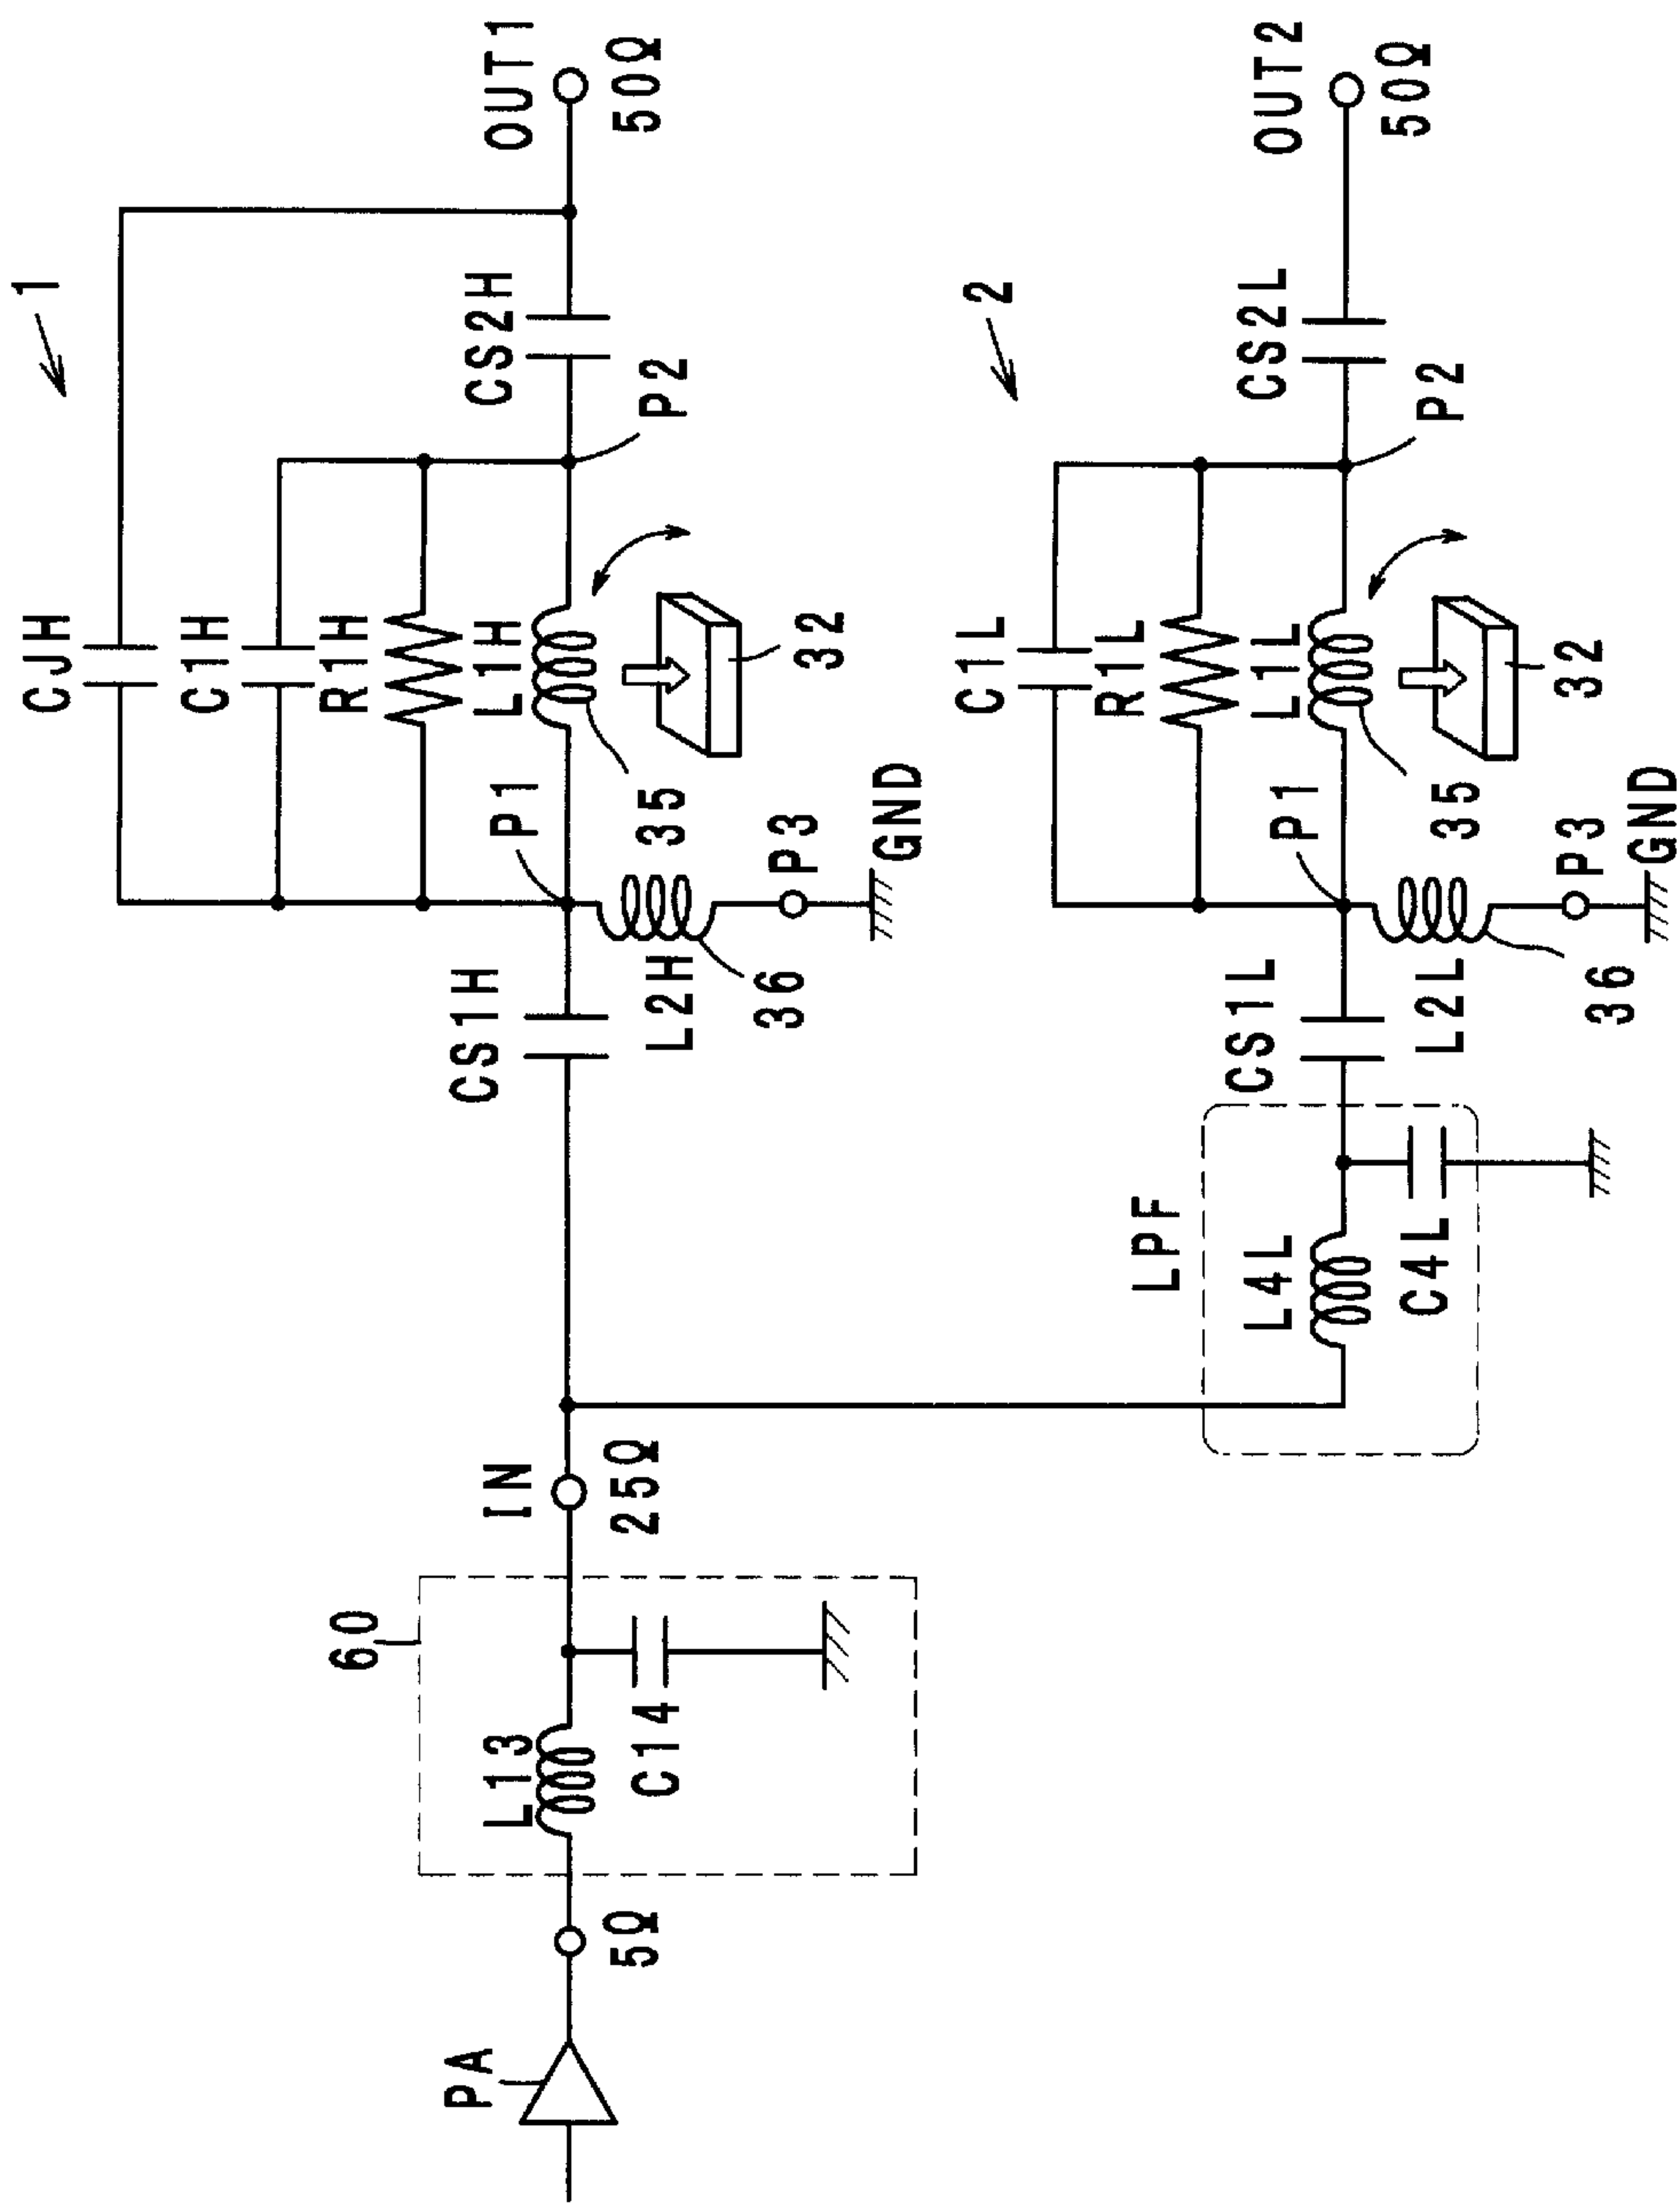 1
CJH
C1H
R1H
L1H
35
32
P1
P2
CS1H
CS2H
OUT1
50Ω
L2H
36
P3
GND
PA
5Ω
60
L13
C14
IN
25Ω
2
C1L
R1L
L1L
35
32
P1
P2
CS1L
CS2L
OUT2
50Ω
L2L
36
P3
GND
LPF
L4L
C4L